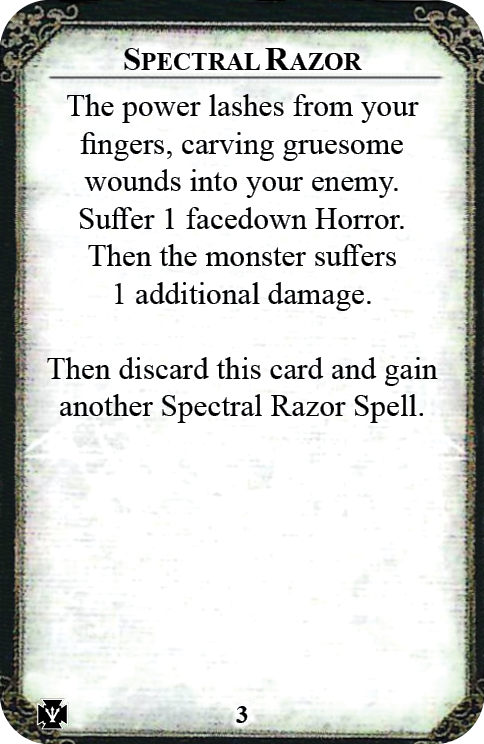 SPECTRAL RAZOR
The power lashes from your
fingers, carving gruesome
wounds into your enemy.
Suffer 1 facedown Horror.
Then the monster suffers
1 additional damage.
Then discard this card and gain
another Spectral Razor Spell.
3